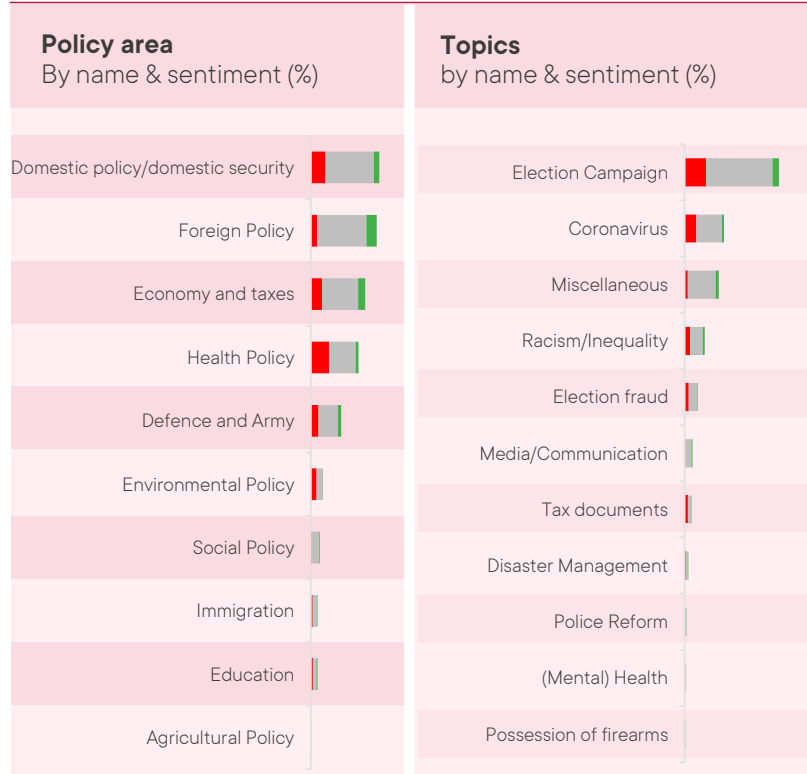 Policy area
By name & sentiment (%)
Domestic policy/domestic security
Foreign Policy
Economy and taxes
Health Policy
Defence and Army
Environmental Policy
Social Policy
Immigration
Education
Agricultural Policy
Topics
by name & sentiment (%)
Election Campaign
Coronavirus
Miscellaneous
Racism/Inequality
Election fraud
Media/Communication
Tax documents
Disaster Management
Police Reform
(Mental) Health
Possession of firearms